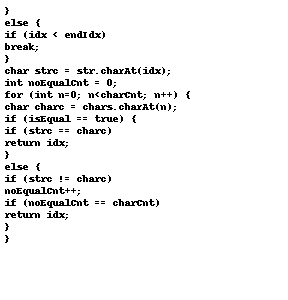 }
else {
if (idx < endIdx)
break;
}
char strc = str.charAt(idx);
int noEqualCnt = 0;
for (int n=0; n<charCnt; n++) {
char charc = chars.charAt(n);
if (isEqual == true) {
if (strc == charc)
return idx;
}
else {
if (strc != charc)
noEqualCnt++;
if (noEqualCnt == charCnt)
return idx;
}
}